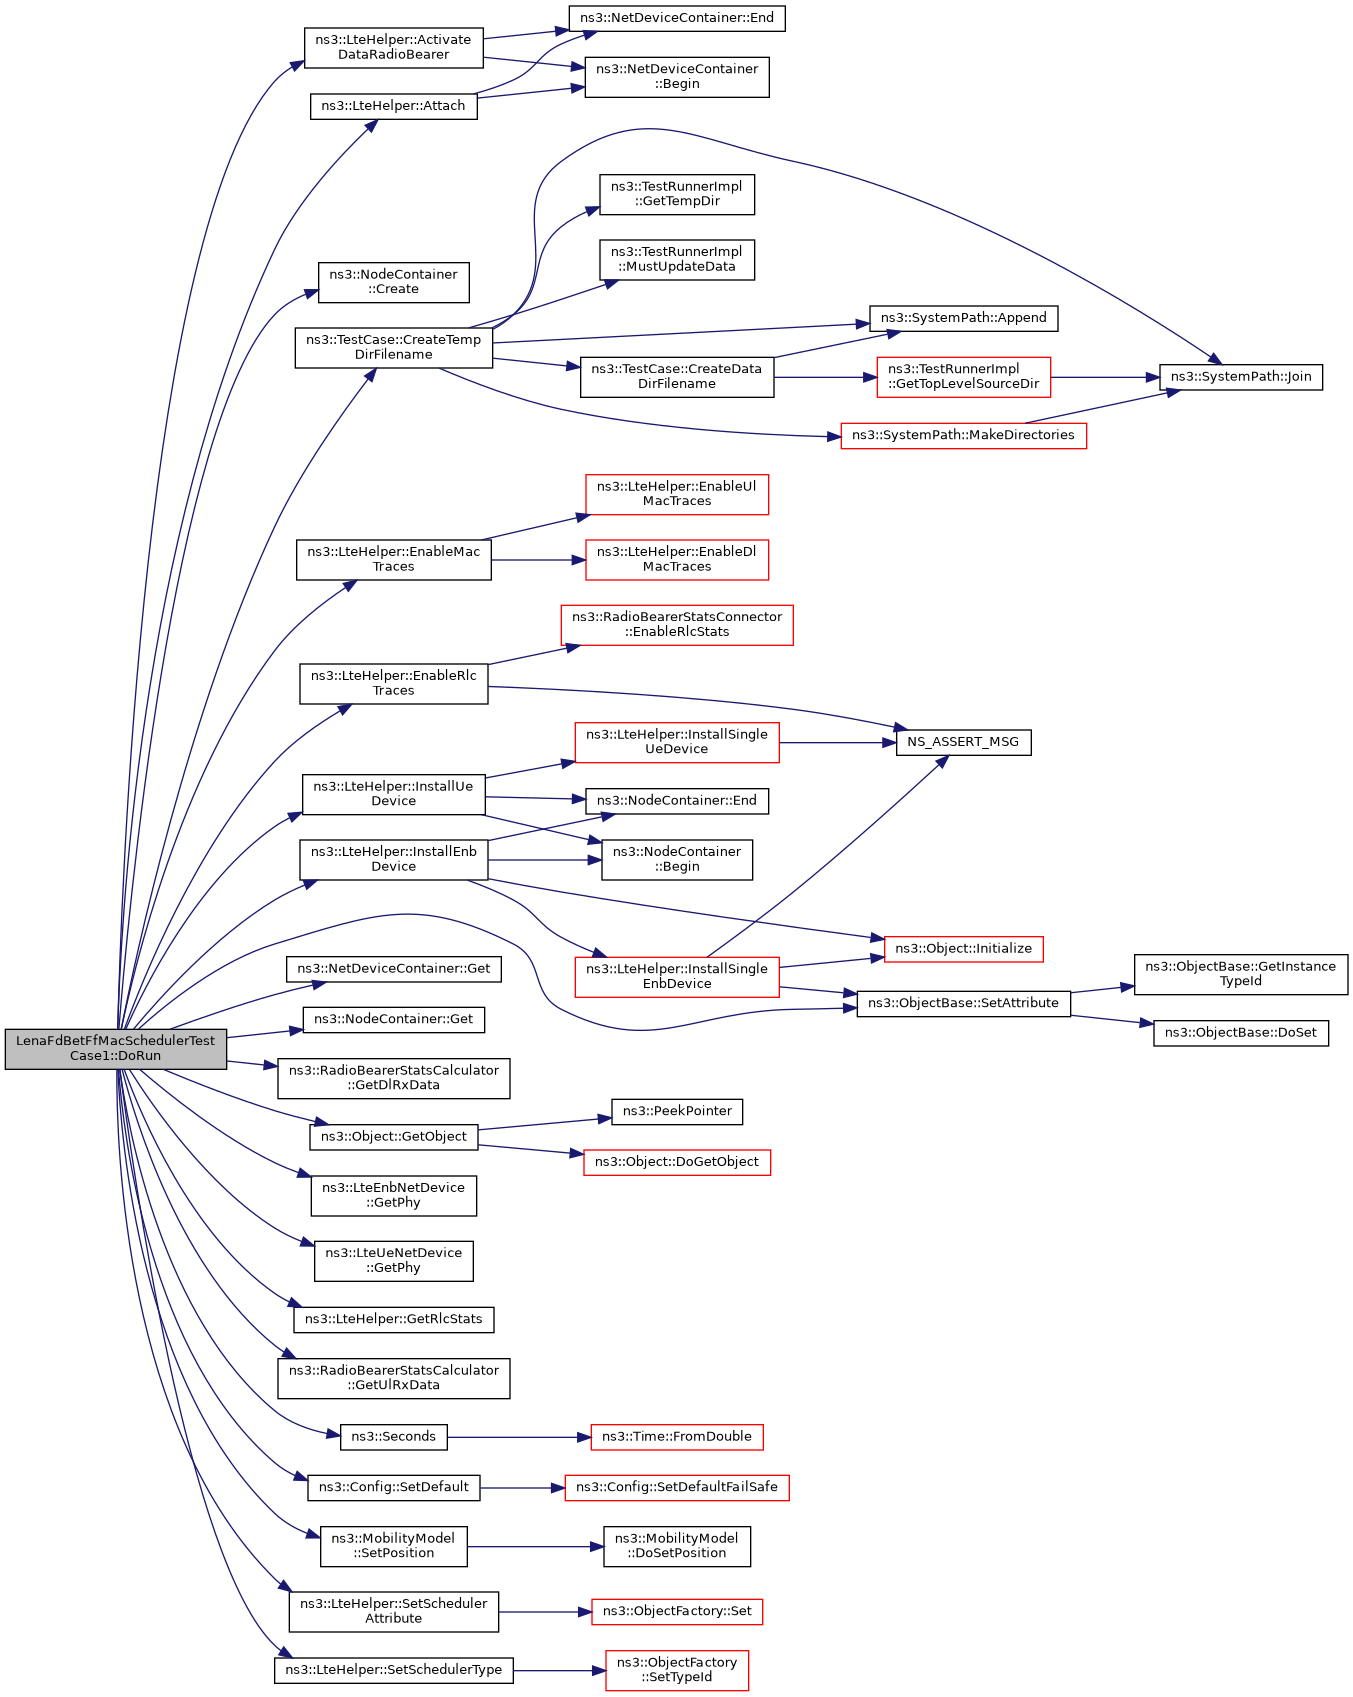 ns3::NetDeviceContainer::End
ns3::LteHelper::Activate
DataRadioBearer
ns3::NetDeviceContainer
::Begin
ns3::LteHelper::Attach
ns3::TestRunnerImpl
::GetTempDir
ns3::TestRunnerImpl
::MustUpdateData
ns3::NodeContainer
::Create
ns3::SystemPath::Append
ns3::TestCase::CreateTemp
DirFilename
ns3::TestCase::CreateData
DirFilename
ns3::TestRunnerImpl
::GetTopLevelSourceDir
ns3::SystemPath::Join
ns3::SystemPath::MakeDirectories
ns3::LteHelper::EnableUl
MacTraces
ns3::LteHelper::EnableMac
Traces
ns3::LteHelper::EnableDl
MacTraces
ns3::RadioBearerStatsConnector
::EnableRlcStats
ns3::LteHelper::EnableRlc
Traces
ns3::LteHelper::InstallSingle
UeDevice
NS_ASSERT_MSG
ns3::LteHelper::InstallUe
Device
ns3::NodeContainer::End
ns3::LteHelper::InstallEnb
Device
ns3::NodeContainer
::Begin
ns3::Object::Initialize
ns3::NetDeviceContainer::Get
ns3::LteHelper::InstallSingle
EnbDevice
ns3::ObjectBase::GetInstance
TypeId
ns3::ObjectBase::SetAttribute
ns3::NodeContainer::Get
ns3::ObjectBase::DoSet
LenaFdBetFfMacSchedulerTest
Case1::DoRun
ns3::RadioBearerStatsCalculator
::GetDlRxData
ns3::PeekPointer
ns3::Object::GetObject
ns3::Object::DoGetObject
ns3::LteEnbNetDevice
::GetPhy
ns3::LteUeNetDevice
::GetPhy
ns3::LteHelper::GetRlcStats
ns3::RadioBearerStatsCalculator
::GetUlRxData
ns3::Seconds
ns3::Time::FromDouble
ns3::Config::SetDefault
ns3::Config::SetDefaultFailSafe
ns3::MobilityModel
::SetPosition
ns3::MobilityModel
::DoSetPosition
ns3::LteHelper::SetScheduler
Attribute
ns3::ObjectFactory::Set
ns3::LteHelper::SetSchedulerType
ns3::ObjectFactory
::SetTypeId